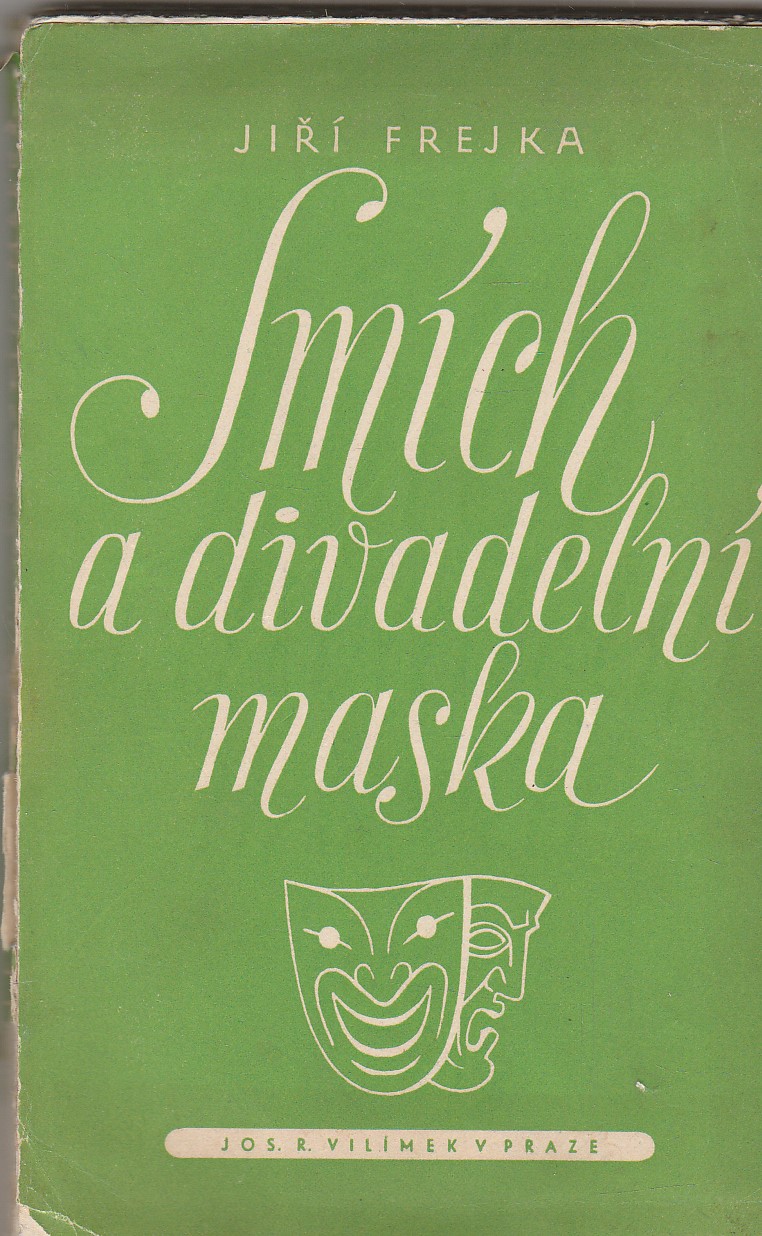 JIŘÍ FREJKA
Smích
a divadelní
maska
JOS. R. VILÍMEK V PRAZE